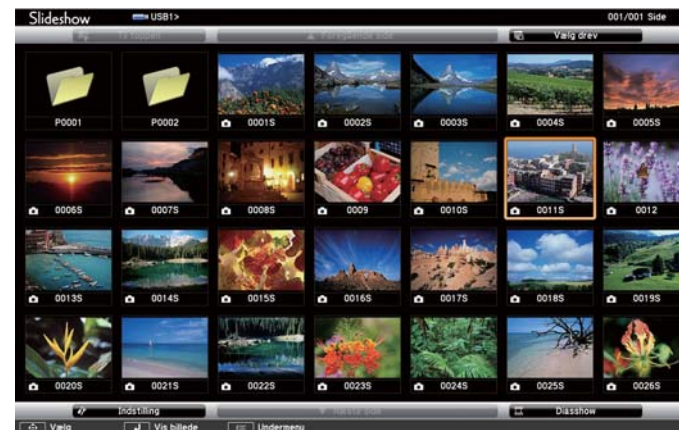 Slideshow USB1> 001/001 Side
Til toppen Foregående side Vælg drev
P0001 P0002 0001S 0002S 0003S 0004S 0005S
0006S 0007S 0008S 0009 0010S 0011S 0012
0013S 0014S 0015S 0016S 0017S 0018S 0019S
0020S 0021S 0022S 0023S 0024S 0025S 0026S
Indstilling Næste side Diasshow
Vælg Vis billede Undermenu